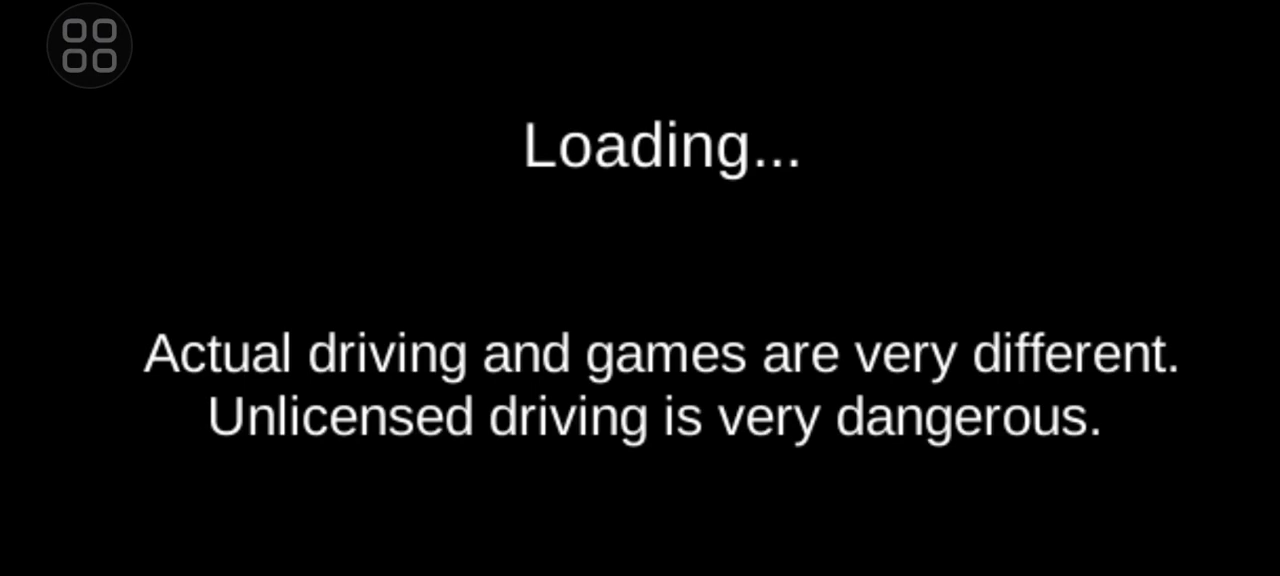 Loading...
Actual driving and games are very different.
Unlicensed driving is very dangerous.